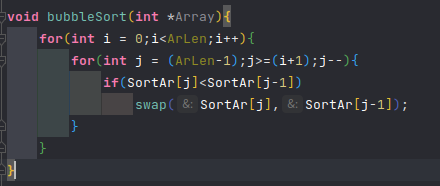 void bubbleSort(int *Array){
for(int i = 0;i<ArLen;i++){
for(int j = (ArLen-1);j>=(i+1);j--){
if(SortAr[j]<SortAr[j-1])
swap( &: SortAr[j], &: SortAr[j-1]);
}
}
}